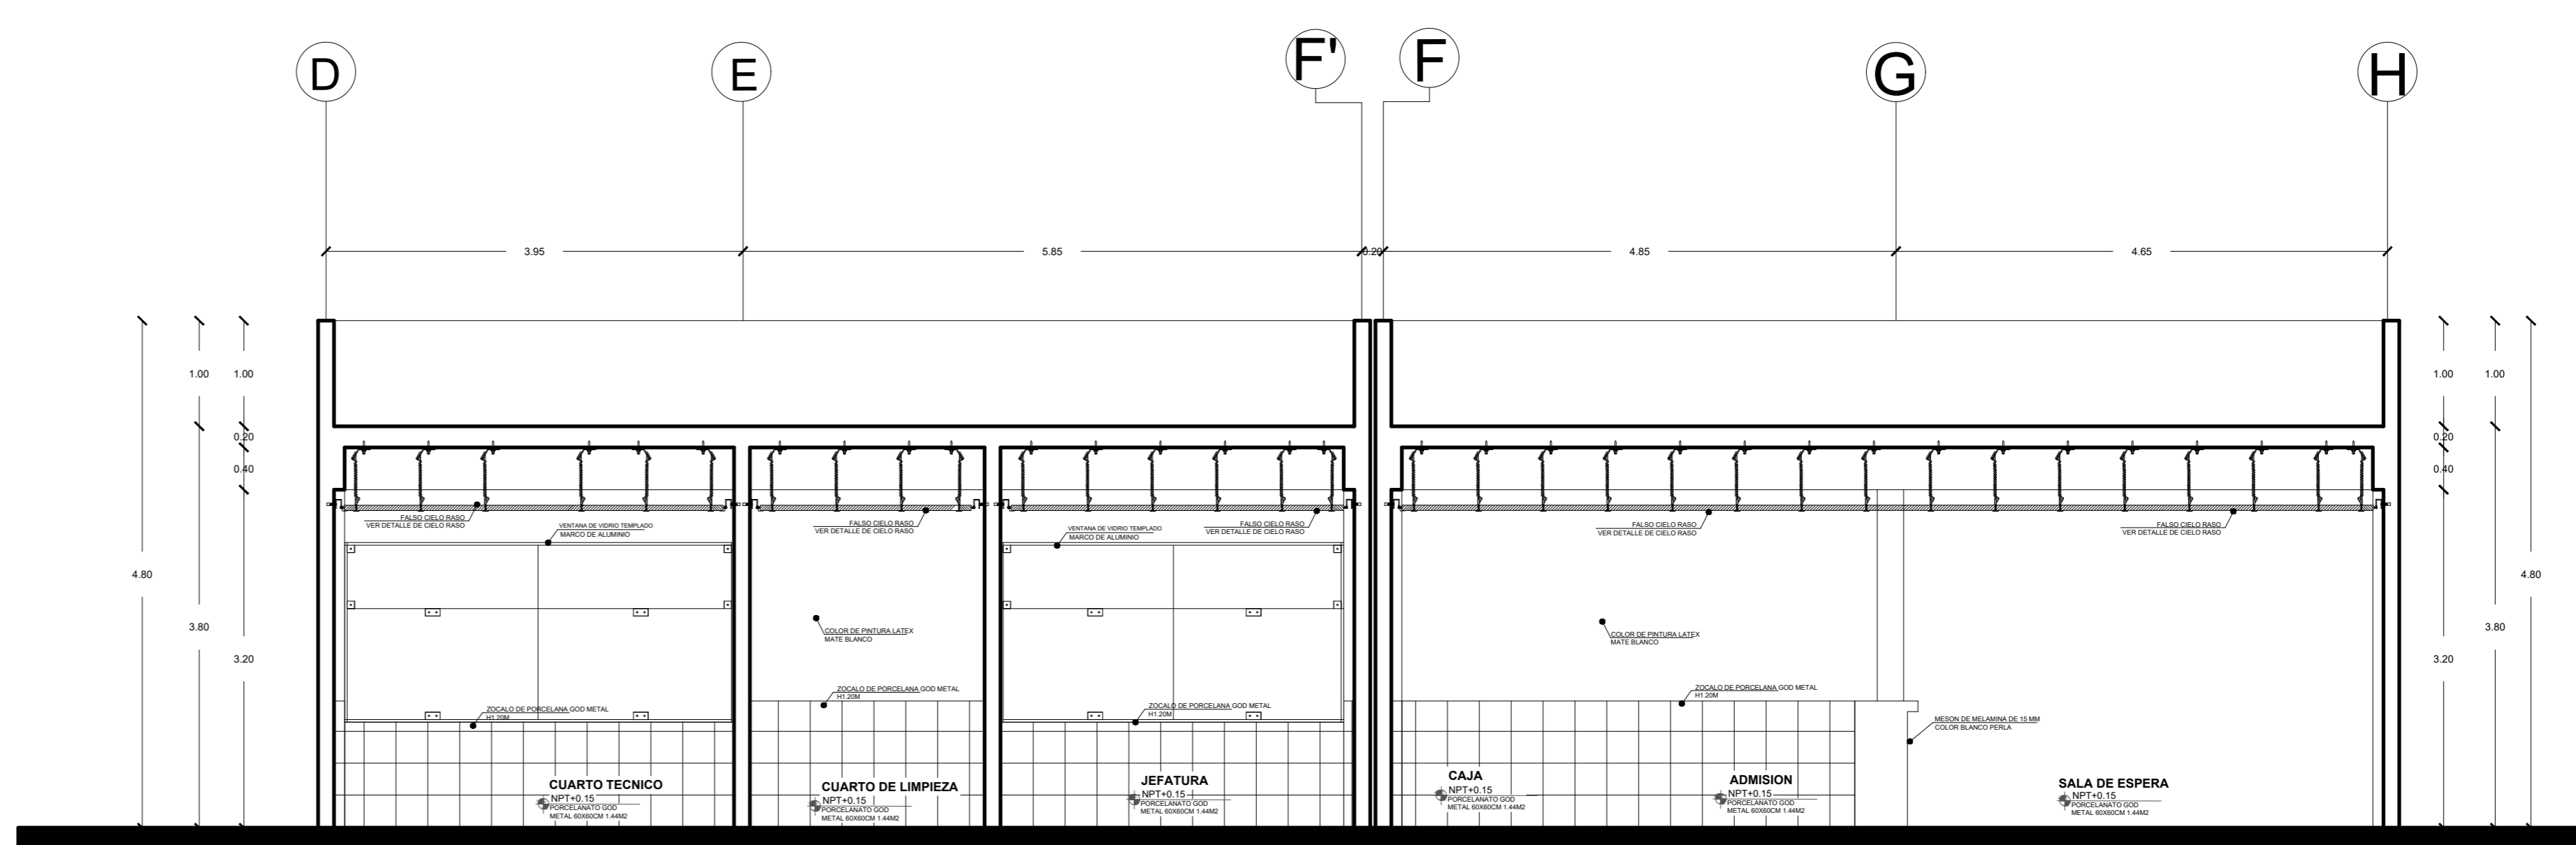 D
E
F'
F
G
H
3.95
5.85
0.20
4.85
4.65
1.00
1.00
0.20
0.40
4.80
3.80
3.20
1.00
1.00
0.20
0.40
4.80
3.80
3.20
FALSO CIELO RASO
VER DETALLE DE CIELO RASO
VENTANA DE VIDRIO TEMPLADO
MARCO DE ALUMINIO
FALSO CIELO RASO
VER DETALLE DE CIELO RASO
VENTANA DE VIDRIO TEMPLADO
MARCO DE ALUMINIO
FALSO CIELO RASO
VER DETALLE DE CIELO RASO
FALSO CIELO RASO
VER DETALLE DE CIELO RASO
FALSO CIELO RASO
VER DETALLE DE CIELO RASO
COLOR DE PINTURA LATEX
MATE BLANCO
COLOR DE PINTURA LATEX
MATE BLANCO
ZOCALO DE PORCELANA GOD METAL
H1.20M
ZOCALO DE PORCELANA GOD METAL
H1.20M
ZOCALO DE PORCELANA GOD METAL
H1.20M
ZOCALO DE PORCELANA GOD METAL
H1.20M
MESON DE MELAMINA DE 15 MM
COLOR BLANCO PERLA
CUARTO TECNICO
NPT+0.15
PORCELANATO GOD
METAL 60X60CM 1.44M2
CUARTO DE LIMPIEZA
NPT+0.15
PORCELANATO GOD
METAL 60X60CM 1.44M2
JEFATURA
NPT+0.15
PORCELANATO GOD
METAL 60X60CM 1.44M2
CAJA
NPT+0.15
PORCELANATO GOD
METAL 60X60CM 1.44M2
ADMISION
NPT+0.15
PORCELANATO GOD
METAL 60X60CM 1.44M2
SALA DE ESPERA
NPT+0.15
PORCELANATO GOD
METAL 60X60CM 1.44M2